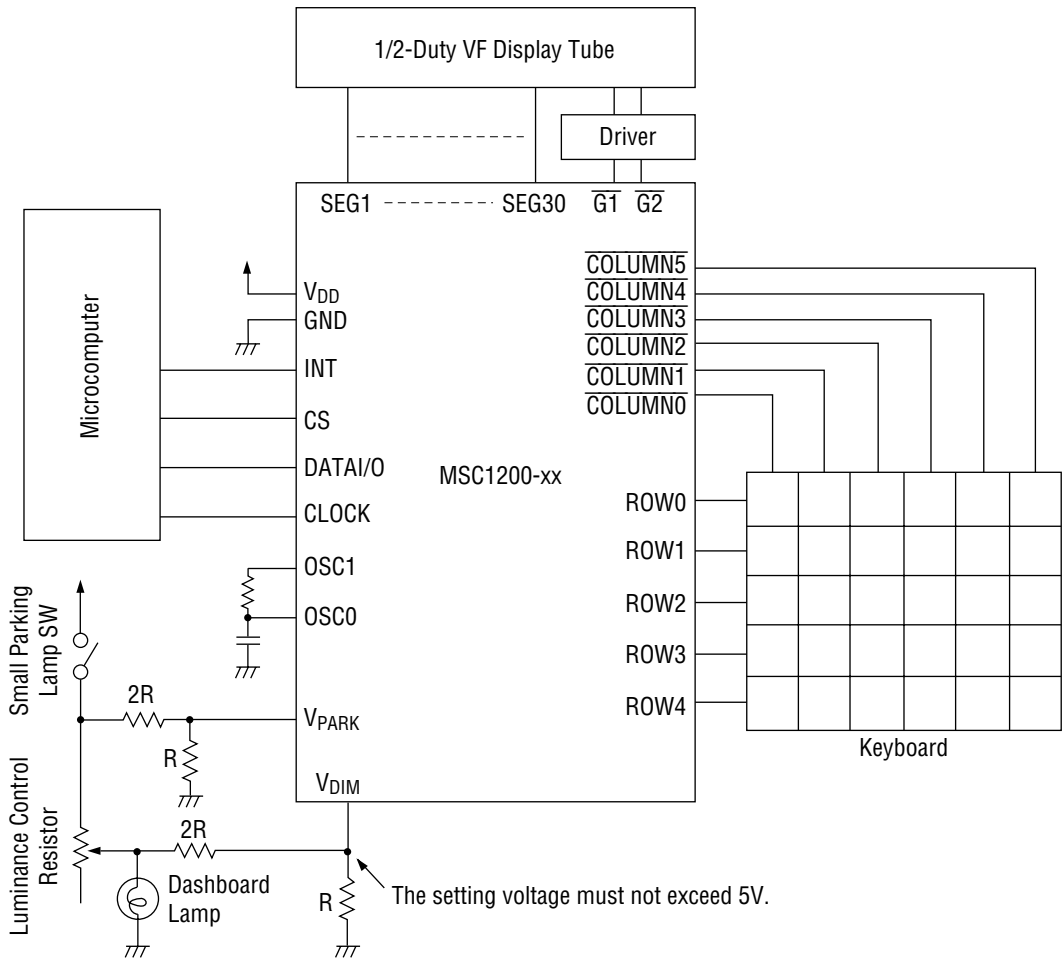 1/2-Duty VF Display Tube
Driver
SEG1
SEG30
G1
G2
Microcomputer
VDD
GND
INT
CS
DATAI/O
CLOCK
OSC1
OSC0
VPARK
VDIM
MSC1200-xx
COLUMN5
COLUMN4
COLUMN3
COLUMN2
COLUMN1
COLUMN0
ROW0
ROW1
ROW2
ROW3
ROW4
Keyboard
Small Parking
Lamp SW
2R
R
Luminance Control
Resistor
2R
Dashboard
Lamp
R
The setting voltage must not exceed 5V.